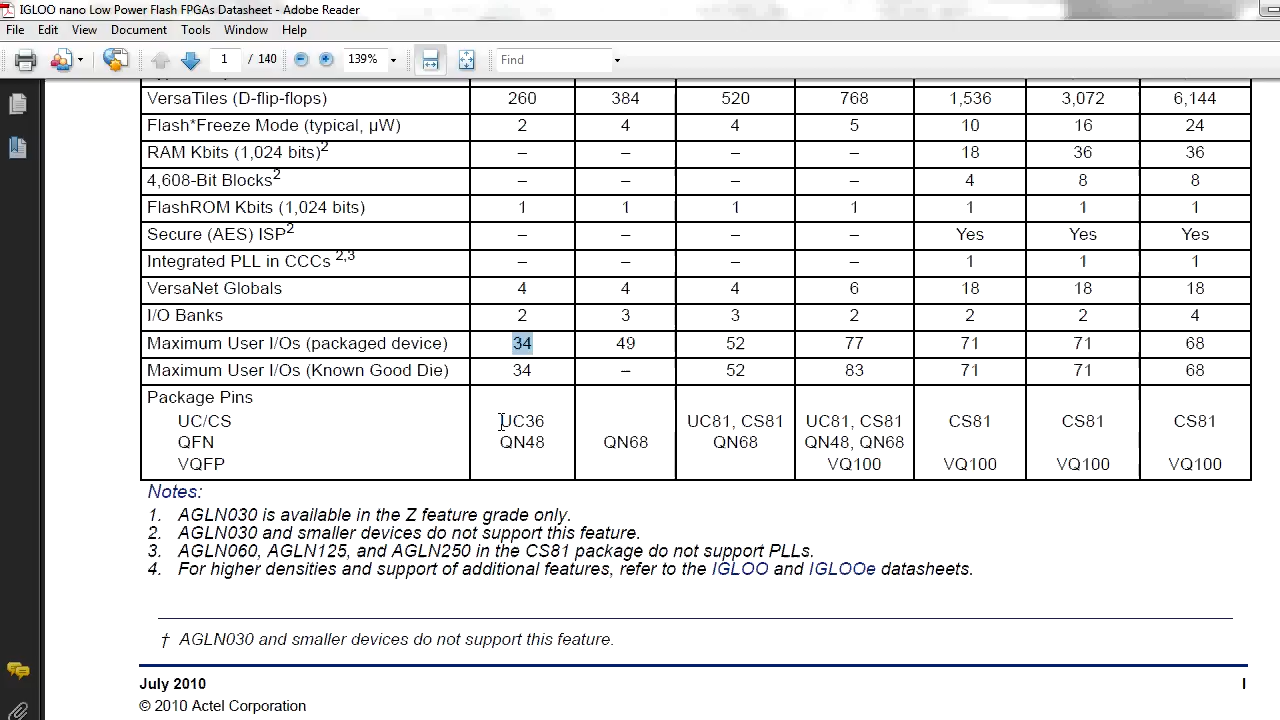 IGLOO nano Low Power Flash FPGAs Datasheet - Adobe Reader
File Edit View Document Tools Window Help
1 / 140 139% Find
VersaTiles (D-flip-flops) 260 384 520 768 1,536 3,072 6,144
Flash*Freeze Mode (typical, µW) 2 4 4 5 10 16 24
RAM Kbits (1,024 bits)2 – – – – 18 36 36
4,608-Bit Blocks2 – – – – 4 8 8
FlashROM Kbits (1,024 bits) 1 1 1 1 1 1 1
Secure (AES) ISP2 – – – – Yes Yes Yes
Integrated PLL in CCCs 2,3 – – – – 1 1 1
VersaNet Globals 4 4 4 6 18 18 18
I/O Banks 2 3 3 2 2 2 4
Maximum User I/Os (packaged device) 34 49 52 77 71 71 68
Maximum User I/Os (Known Good Die) 34 – 52 83 71 71 68
Package Pins
UC/CS UC36 UC81, CS81 UC81, CS81 CS81 CS81 CS81
QFN QN48 QN68 QN68 QN48, QN68
VQFP VQ100 VQ100 VQ100 VQ100
Notes:
1. AGLN030 is available in the Z feature grade only.
2. AGLN030 and smaller devices do not support this feature.
3. AGLN060, AGLN125, and AGLN250 in the CS81 package do not support PLLs.
4. For higher densities and support of additional features, refer to the IGLOO and IGLOOe datasheets.
† AGLN030 and smaller devices do not support this feature.
July 2010 I
© 2010 Actel Corporation